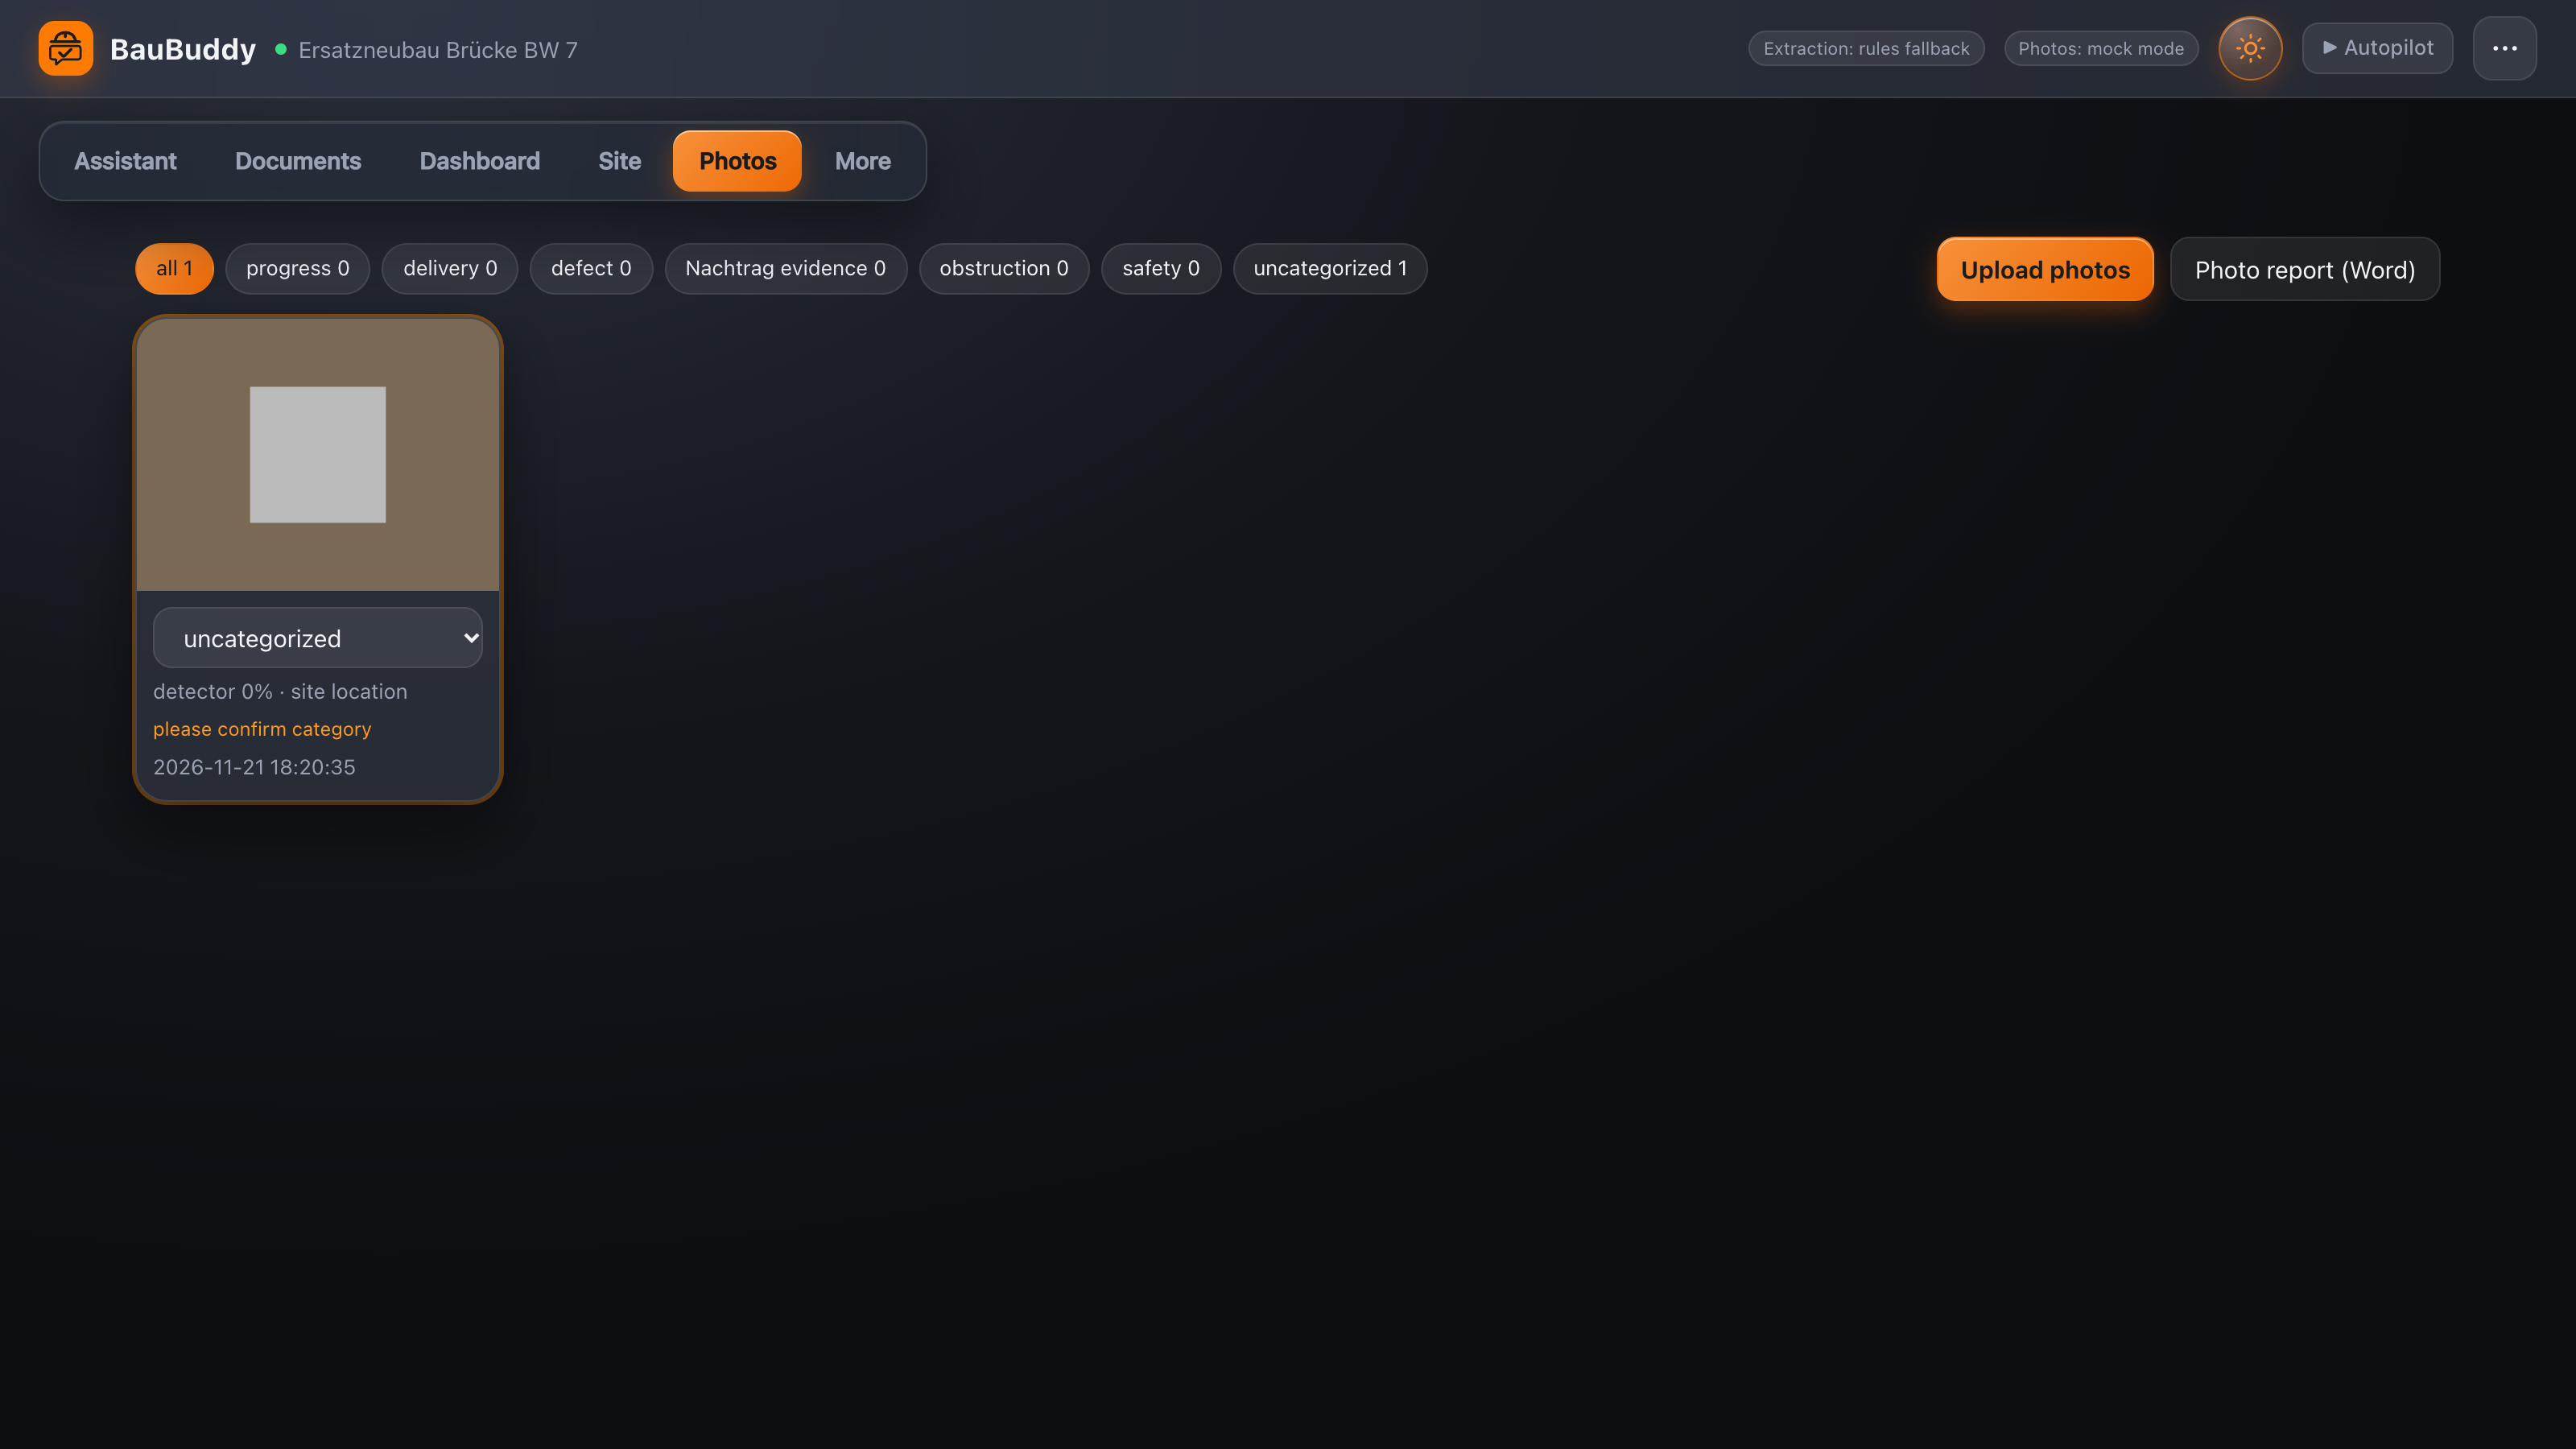 BauBuddy Ersatzneubau Brücke BW 7 Extraction: rules fallback Photos: mock mode Autopilot
Assistant Documents Dashboard Site Photos More
all 1 progress 0 delivery 0 defect 0 Nachtrag evidence 0 obstruction 0 safety 0 uncategorized 1 Upload photos Photo report (Word)
uncategorized
detector 0% · site location
please confirm category
2026-11-21 18:20:35